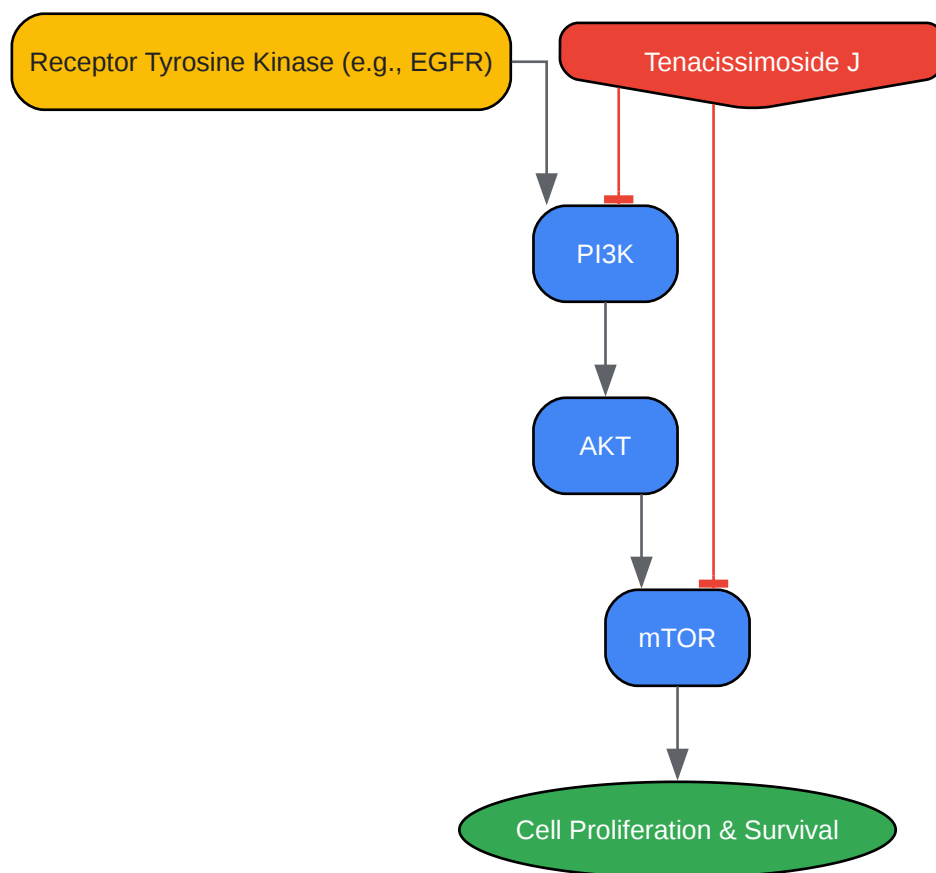 Receptor Tyrosine Kinase (e.g., EGFR)
Tenacissimoside J
PI3K
AKT
mTOR
Cell Proliferation & Survival